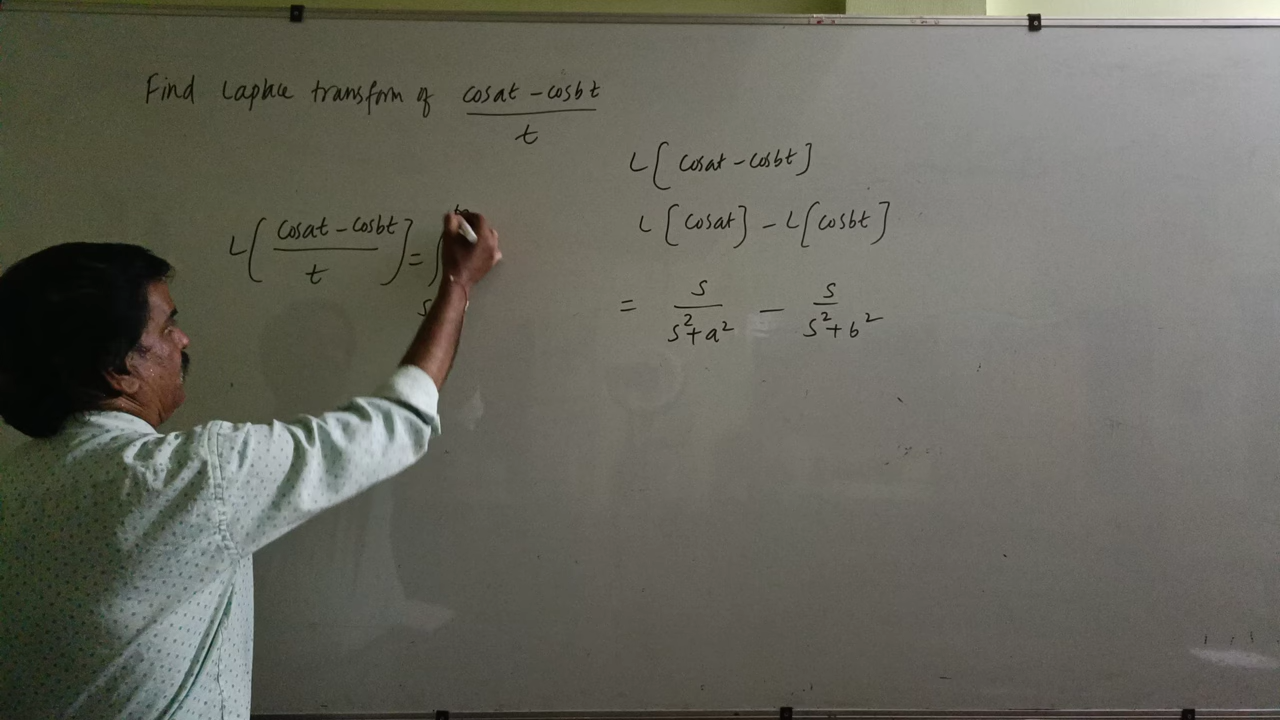 Find Laplace transform of (cosat - cosbt)/t
L[cosat - cosbt]
L[cosat] - L[cosbt]
L[(cosat - cosbt)/t] = ∫s
= s/(s²+a²) - s/(s²+b²)